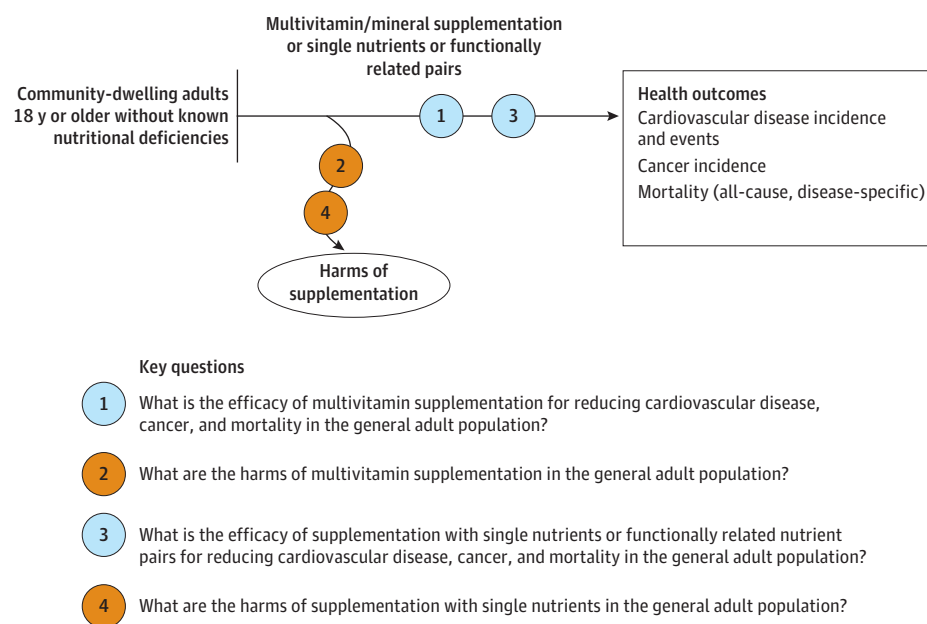 Multivitamin/mineral supplementation
or single nutrients or functionally
related pairs
Community-dwelling adults
18 y or older without known
nutritional deficiencies
1
3
Health outcomes
Cardiovascular disease incidence
and events
Cancer incidence
Mortality (all-cause, disease-specific)
2
4
Harms of
supplementation
Key questions
1 What is the efficacy of multivitamin supplementation for reducing cardiovascular disease,
cancer, and mortality in the general adult population?
2 What are the harms of multivitamin supplementation in the general adult population?
3 What is the efficacy of supplementation with single nutrients or functionally related nutrient
pairs for reducing cardiovascular disease, cancer, and mortality in the general adult population?
4 What are the harms of supplementation with single nutrients in the general adult population?